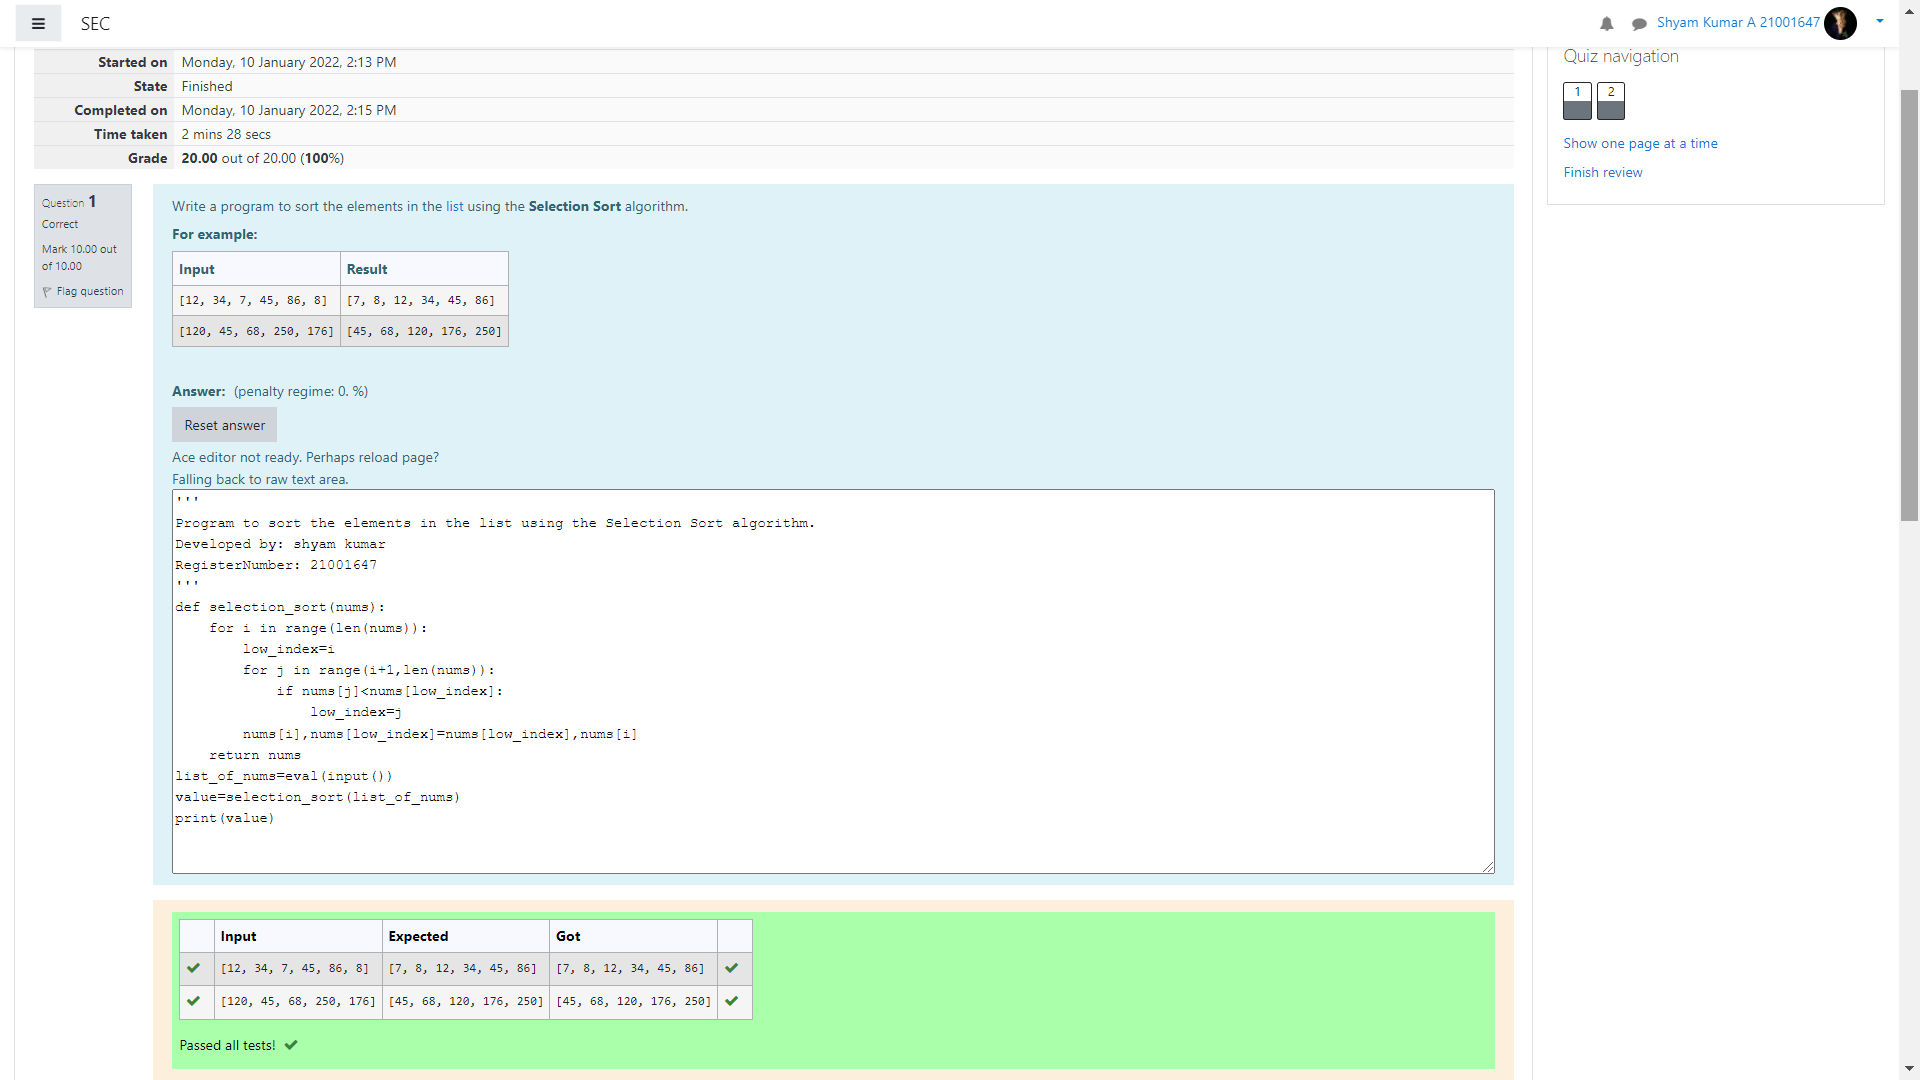 SEC
Shyam Kumar A 21001647
Started on Monday, 10 January 2022, 2:13 PM
State Finished
Completed on Monday, 10 January 2022, 2:15 PM
Time taken 2 mins 28 secs
Grade 20.00 out of 20.00 (100%)
Quiz navigation
1 2
Show one page at a time
Finish review
Question 1
Correct
Mark 10.00 out
of 10.00
Flag question
Write a program to sort the elements in the list using the Selection Sort algorithm.
For example:
Input Result
[12, 34, 7, 45, 86, 8] [7, 8, 12, 34, 45, 86]
[120, 45, 68, 250, 176] [45, 68, 120, 176, 250]
Answer: (penalty regime: 0. %)
Reset answer
Ace editor not ready. Perhaps reload page?
Falling back to raw text area.
'''
Program to sort the elements in the list using the Selection Sort algorithm.
Developed by: shyam kumar
RegisterNumber: 21001647
'''
def selection_sort(nums):
    for i in range(len(nums)):
        low_index=i
        for j in range(i+1,len(nums)):
            if nums[j]<nums[low_index]:
                low_index=j
        nums[i],nums[low_index]=nums[low_index],nums[i]
    return nums
list_of_nums=eval(input())
value=selection_sort(list_of_nums)
print(value)
Input Expected Got
[12, 34, 7, 45, 86, 8] [7, 8, 12, 34, 45, 86] [7, 8, 12, 34, 45, 86]
[120, 45, 68, 250, 176] [45, 68, 120, 176, 250] [45, 68, 120, 176, 250]
Passed all tests!